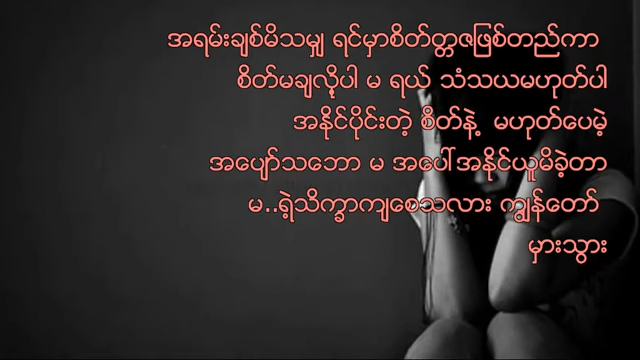 အရမ်းချစ်မိသမျှ ရင်မှာစိတ်တ္တဇဖြစ်တည်ကာ
စိတ်မချလို့ပါ မ ရယ် သံသယမဟုတ်ပါ
အနိုင်ပိုင်းတဲ့ စိတ်နဲ့ မဟုတ်ပေမဲ့
အပျော်သဘော မ အပေါ်အနိုင်ယူမိခဲ့တာ
မ..ရဲ့သိက္ခာကျစေသလား ကျွန်တော်
မှားသွား